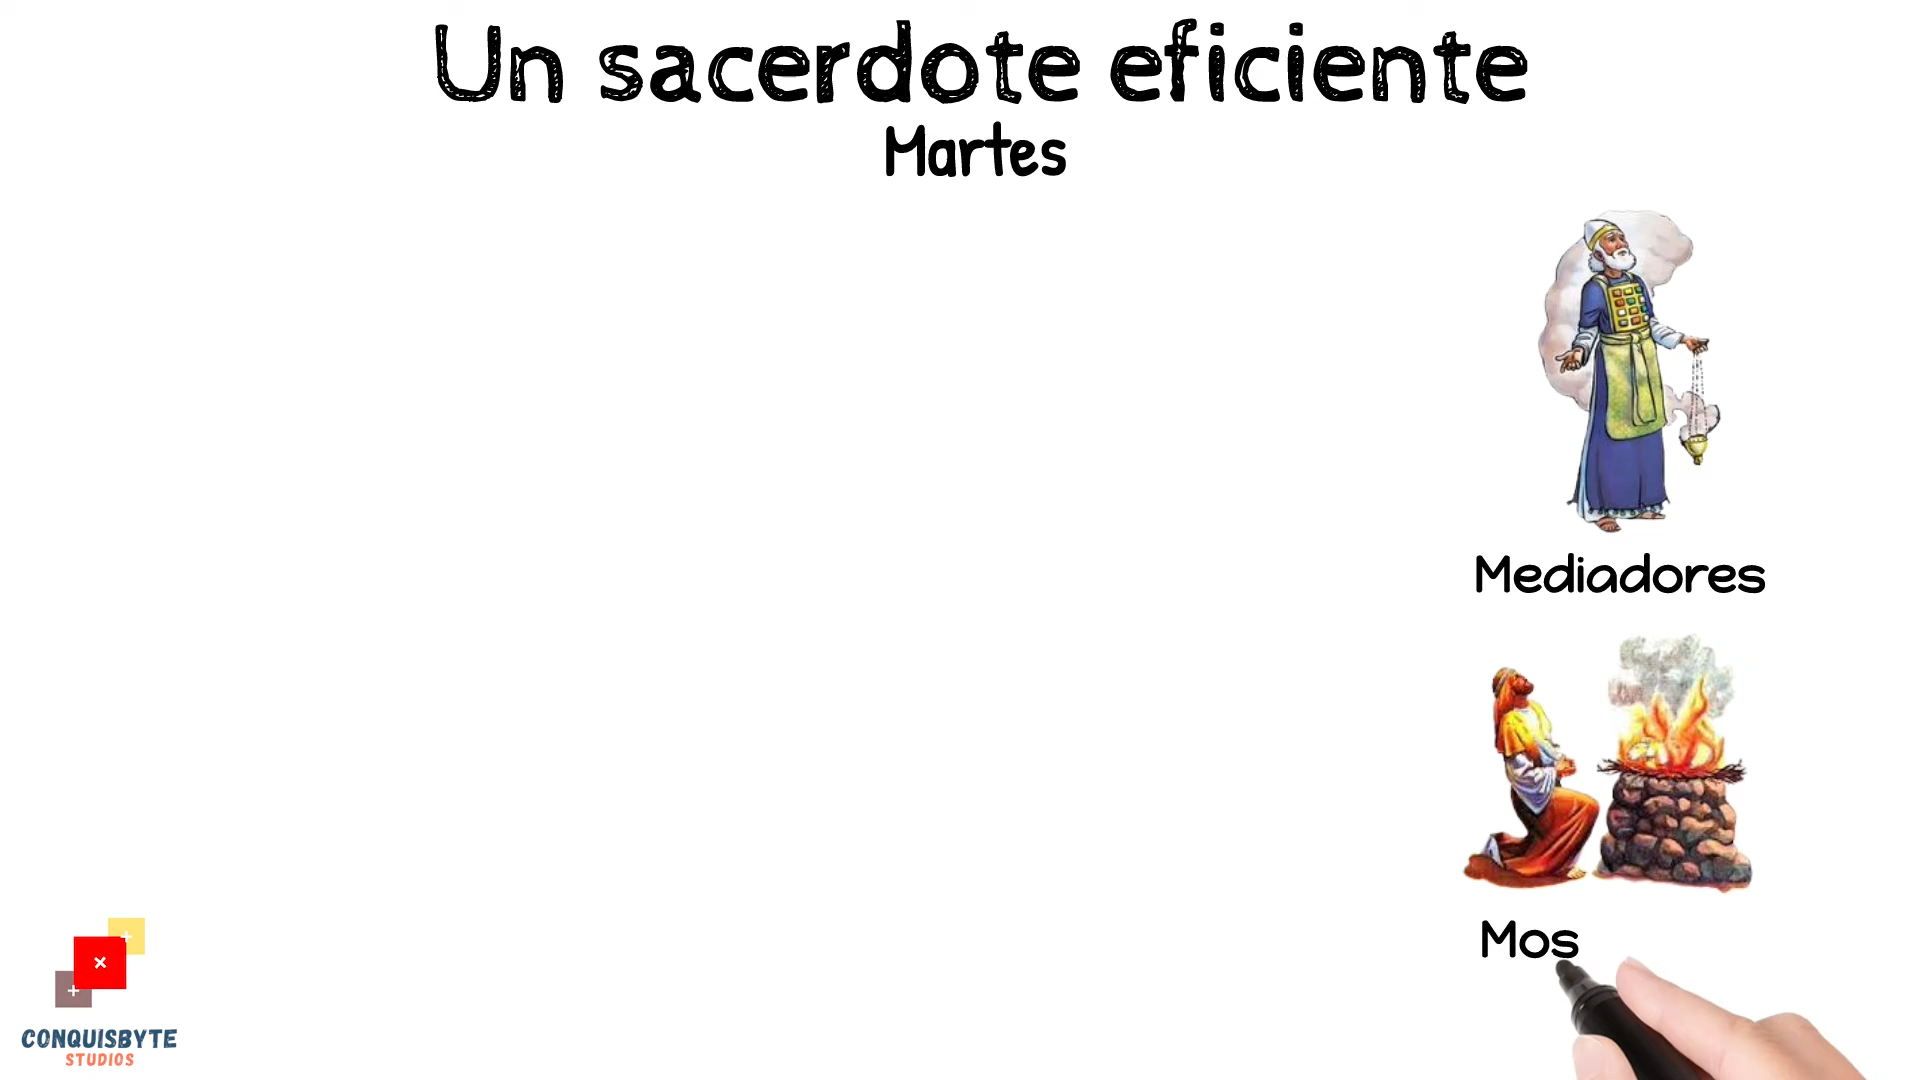 Un sacerdote eficiente
Martes
Mediadores
Mos
CONQUISBYTE
STUDIOS